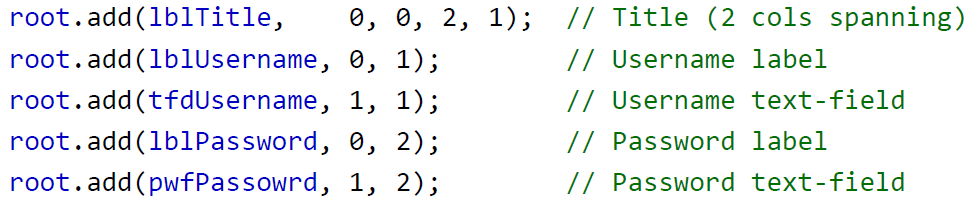 root.add(lblTitle,    0, 0, 2, 1);  // Title (2 cols spanning)
root.add(lblUsername, 0, 1);        // Username label
root.add(tfdUsername, 1, 1);        // Username text-field
root.add(lblPassword, 0, 2);        // Password label
root.add(pwfPassowrd, 1, 2);        // Password text-field